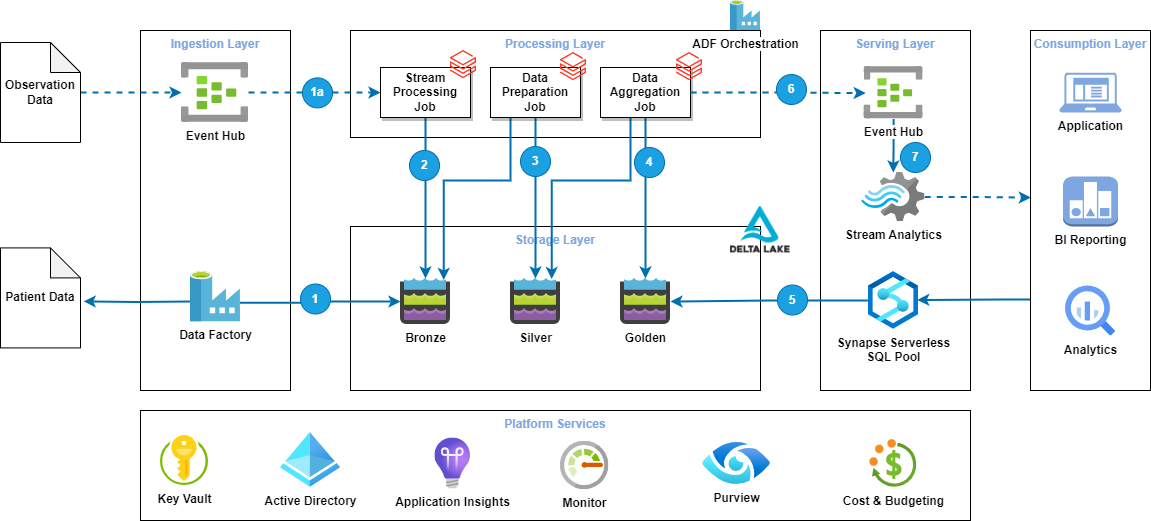 ADF Orchestration
Ingestion Layer
Processing Layer
Serving Layer
Consumption Layer
Observation
Data
Event Hub
1a
Stream
Processing
Job
Data
Preparation
Job
Data
Aggregation
Job
6
Event Hub
Application
2
3
4
7
Stream Analytics
BI Reporting
Storage Layer
DELTA LAKE
Patient Data
Data Factory
1
Bronze
Silver
Golden
5
Synapse Serverless
SQL Pool
Analytics
Platform Services
Key Vault
Active Directory
Application Insights
Monitor
Purview
Cost & Budgeting